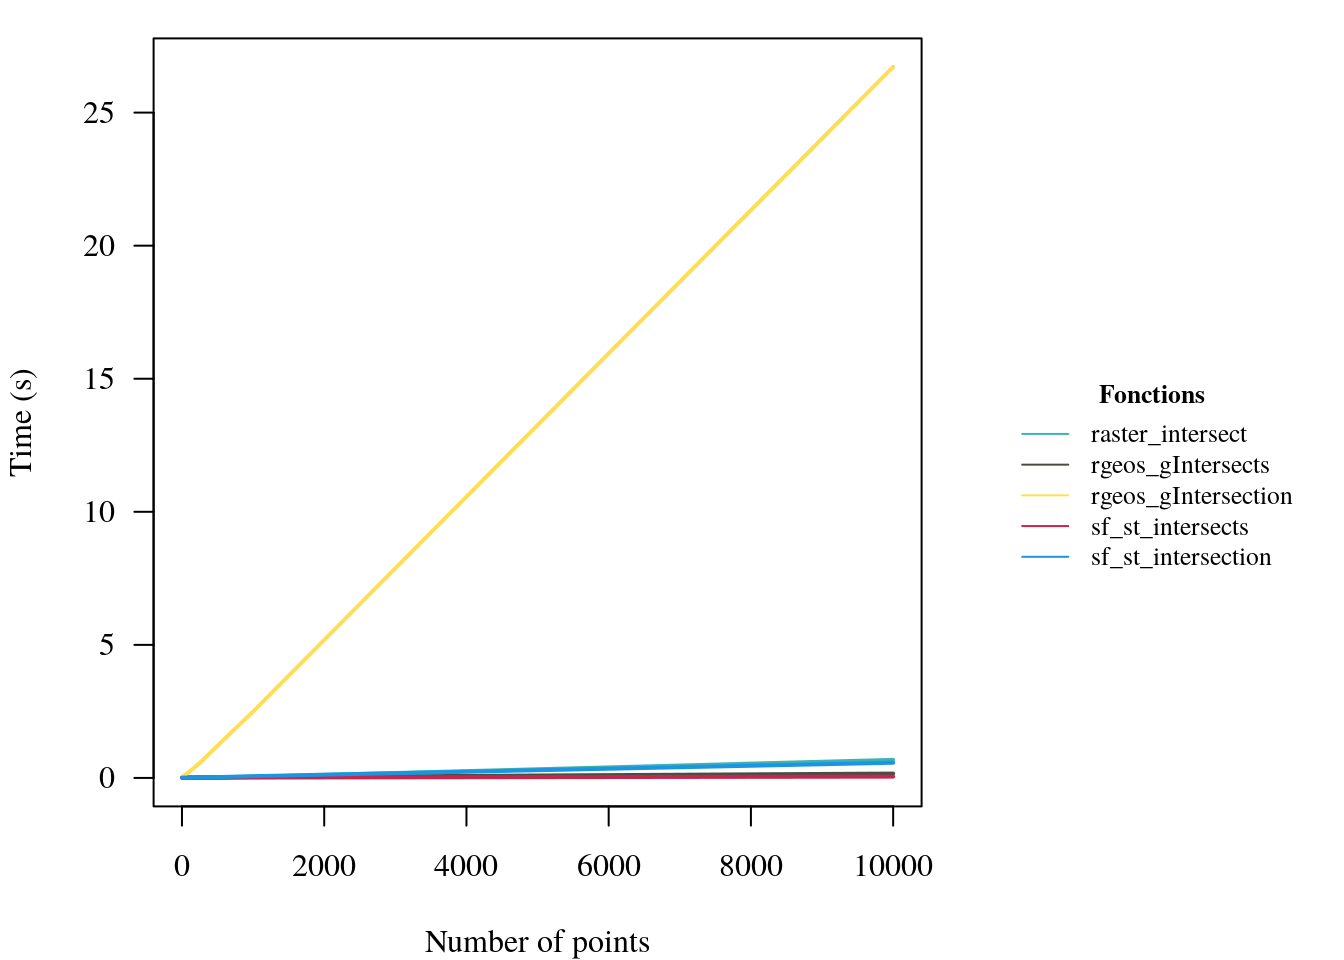 25
20
15
10
5
0
Time (s)
0 2000 4000 6000 8000 10000
Number of points
Fonctions
raster_intersect
rgeos_gIntersects
rgeos_gIntersection
sf_st_intersects
sf_st_intersection